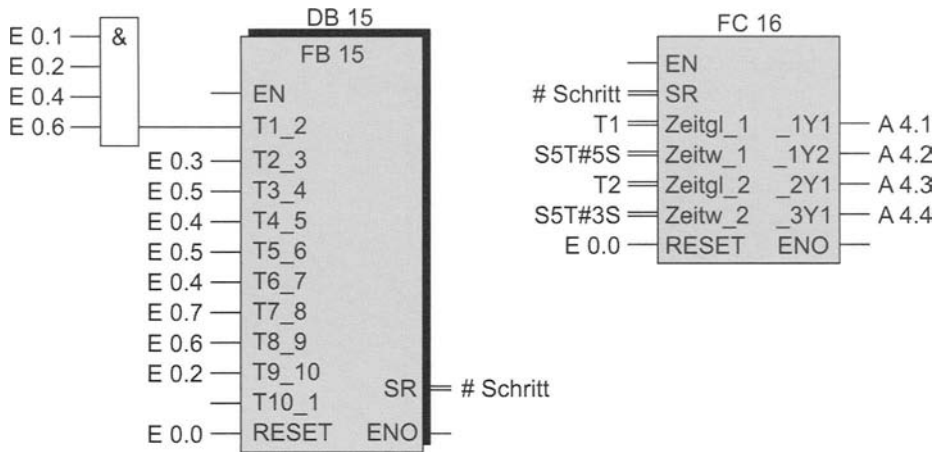 DB 15
E 0.1
E 0.2
E 0.4
E 0.6
&
FB 15
EN
T1_2
E 0.3 T2_3
E 0.5 T3_4
E 0.4 T4_5
E 0.5 T5_6
E 0.4 T6_7
E 0.7 T7_8
E 0.6 T8_9
E 0.2 T9_10
SR # Schritt
T10_1
E 0.0 RESET ENO
FC 16
EN
# Schritt SR
T1 Zeitgl_1 _1Y1 A 4.1
S5T#5S Zeitw_1 _1Y2 A 4.2
T2 Zeitgl_2 _2Y1 A 4.3
S5T#3S Zeitw_2 _3Y1 A 4.4
E 0.0 RESET ENO